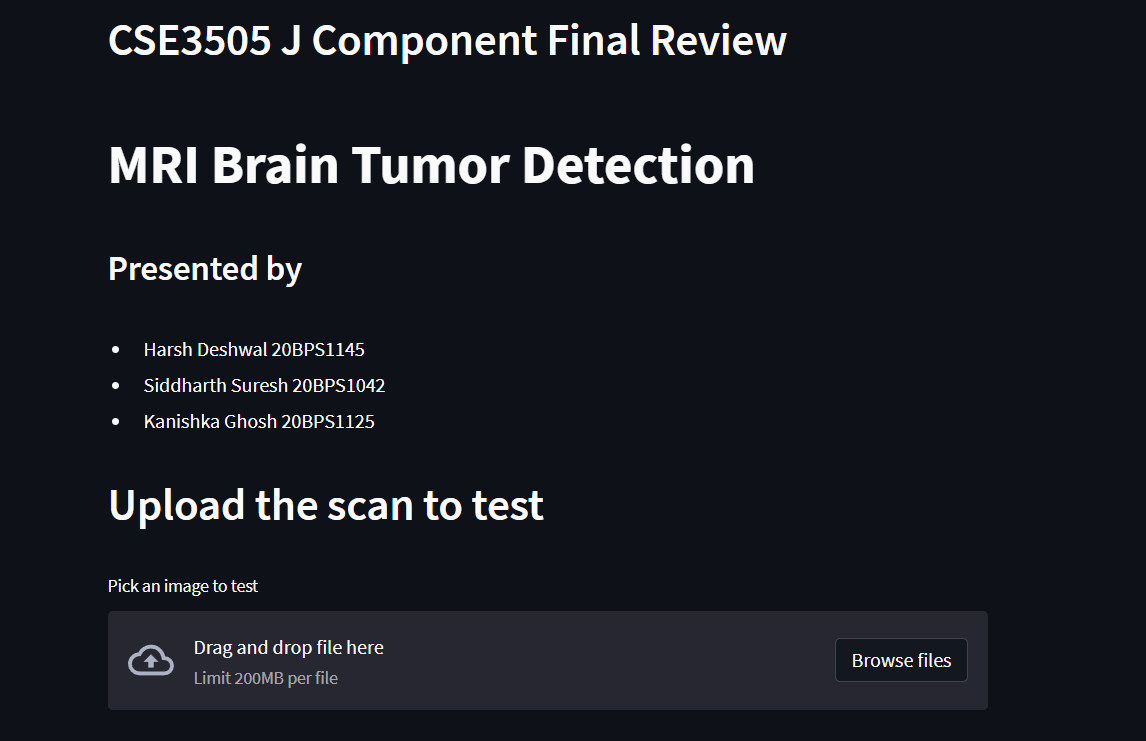 CSE3505 J Component Final Review
MRI Brain Tumor Detection
Presented by
Harsh Deshwal 20BPS1145
Siddharth Suresh 20BPS1042
Kanishka Ghosh 20BPS1125
Upload the scan to test
Pick an image to test
Drag and drop file here
Limit 200MB per file
Browse files